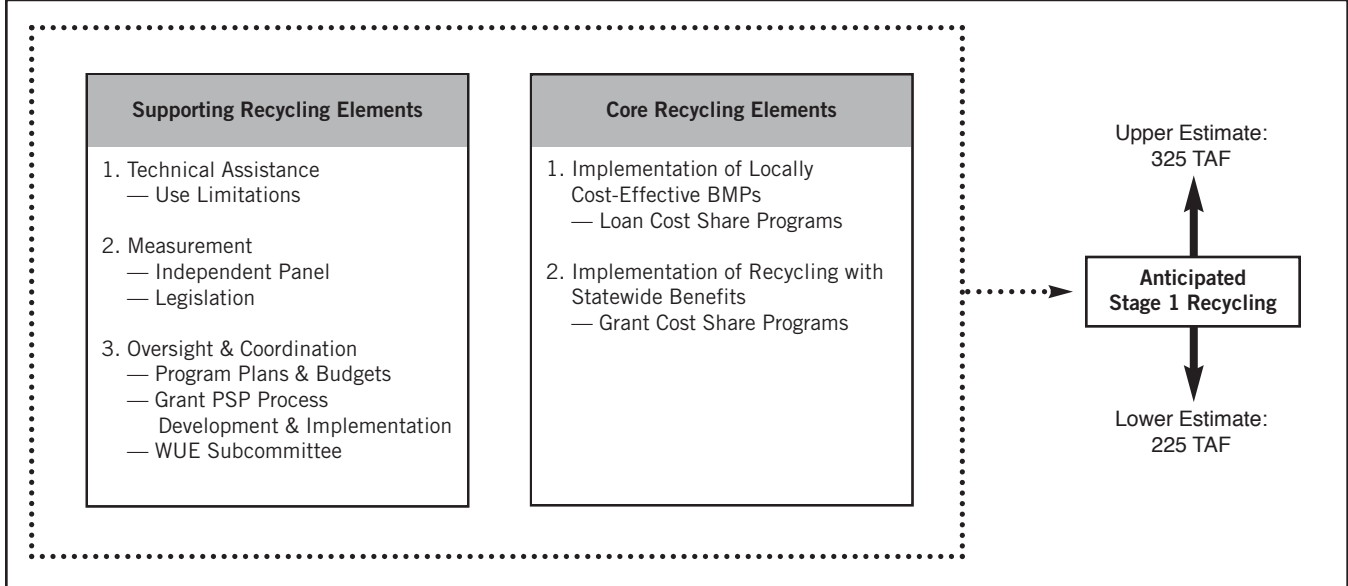 Supporting Recycling Elements
1. Technical Assistance
— Use Limitations
2. Measurement
— Independent Panel
— Legislation
3. Oversight & Coordination
— Program Plans & Budgets
— Grant PSP Process
Development & Implementation
— WUE Subcommittee
Core Recycling Elements
1. Implementation of Locally
Cost-Effective BMPs
— Loan Cost Share Programs
2. Implementation of Recycling with
Statewide Benefits
— Grant Cost Share Programs
Upper Estimate:
325 TAF
Anticipated
Stage 1 Recycling
Lower Estimate:
225 TAF